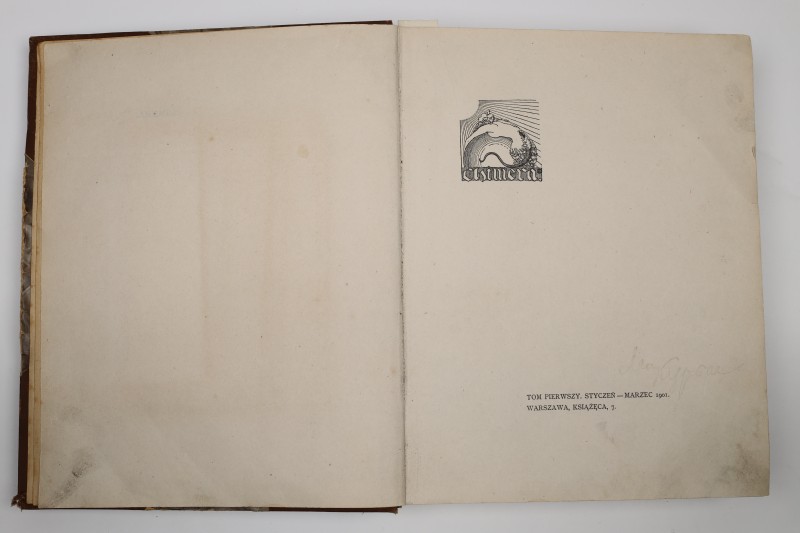 chimera
TOM PIERWSZY. STYCZEŃ — MARZEC 1901.
WARSZAWA, KSIĄŻĘCA, 7.